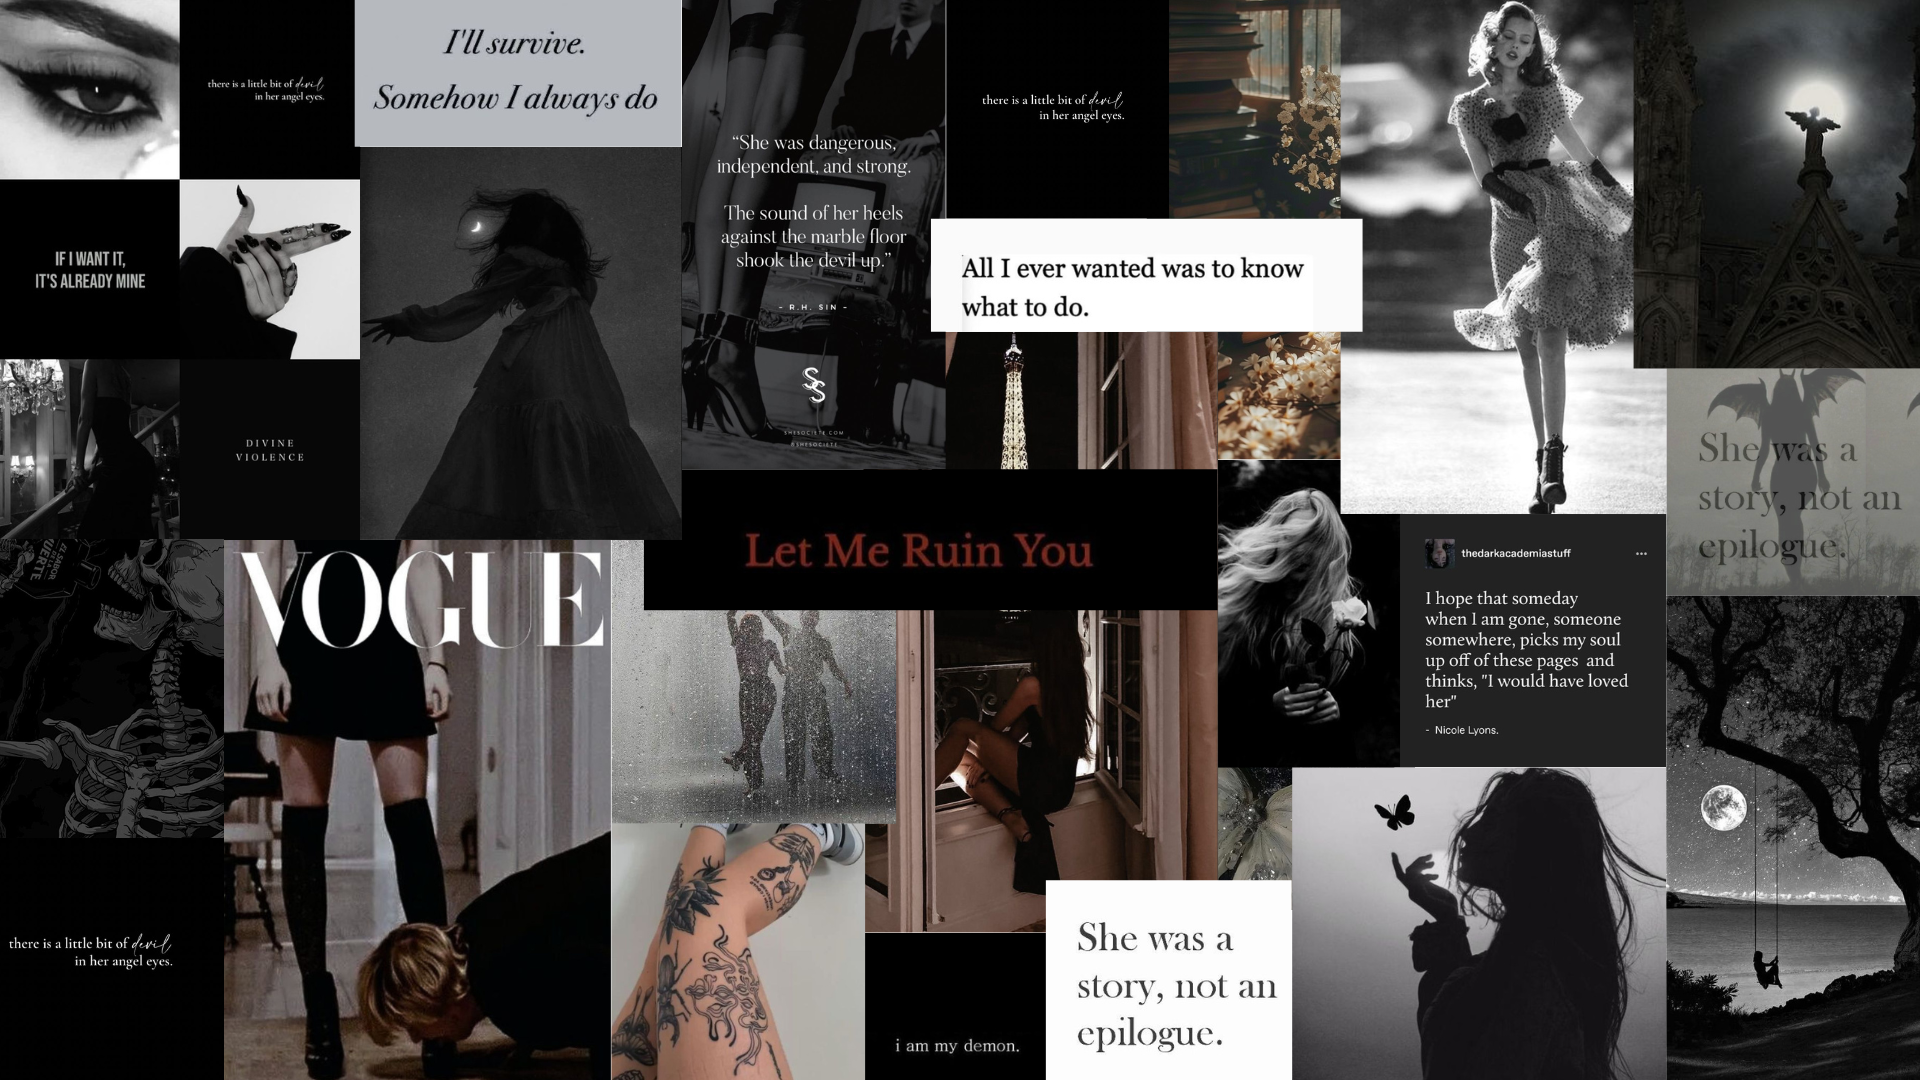 there is a little bit of devil
in her angel eyes.
I'll survive.
Somehow I always do
IF I WANT IT,
IT'S ALREADY MINE
DIVINE
VIOLENCE
“She was dangerous,
independent, and strong.
The sound of her heels
against the marble floor
shook the devil up.”
- R.H. SIN -
SS
SHESOCIETE.COM
@SHESOCIETE
there is a little bit of devil
in her angel eyes.
All I ever wanted was to know
what to do.
She was a
story, not an
epilogue.
Let Me Ruin You
thedarkacademiastuff
I hope that someday
when I am gone, someone
somewhere, picks my soul
up off of these pages and
thinks, "I would have loved
her"
- Nicole Lyons.
VOGUE
there is a little bit of devil
in her angel eyes.
i am my demon.
She was a
story, not an
epilogue.